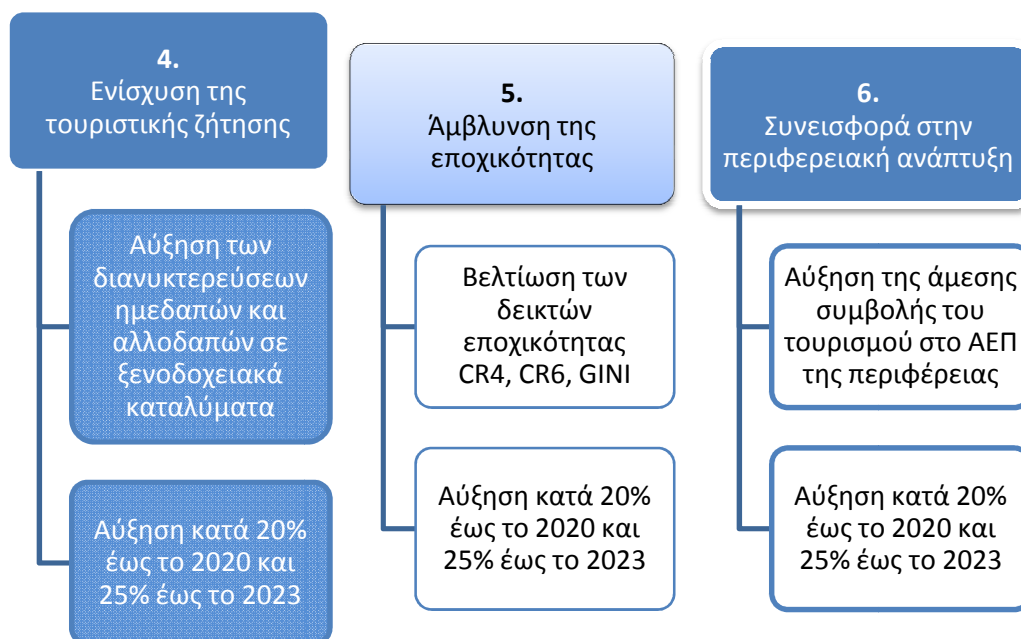 4.
Ενίσχυση της
τουριστικής ζήτησης
Αύξηση των
διανυκτερεύσεων
ημεδαπών και
αλλοδαπών σε
ξενοδοχειακά
καταλύματα
Αύξηση κατά 20%
έως το 2020 και
25% έως το 2023
5.
Άμβλυνση της
εποχικότητας
Βελτίωση των
δεικτών
εποχικότητας
CR4, CR6, GINI
Αύξηση κατά 20%
έως το 2020 και
25% έως το 2023
6.
Συνεισφορά στην
περιφερειακή ανάπτυξη
Αύξηση της άμεσης
συμβολής του
τουρισμού στο ΑΕΠ
της περιφέρειας
Αύξηση κατά 20%
έως το 2020 και
25% έως το 2023